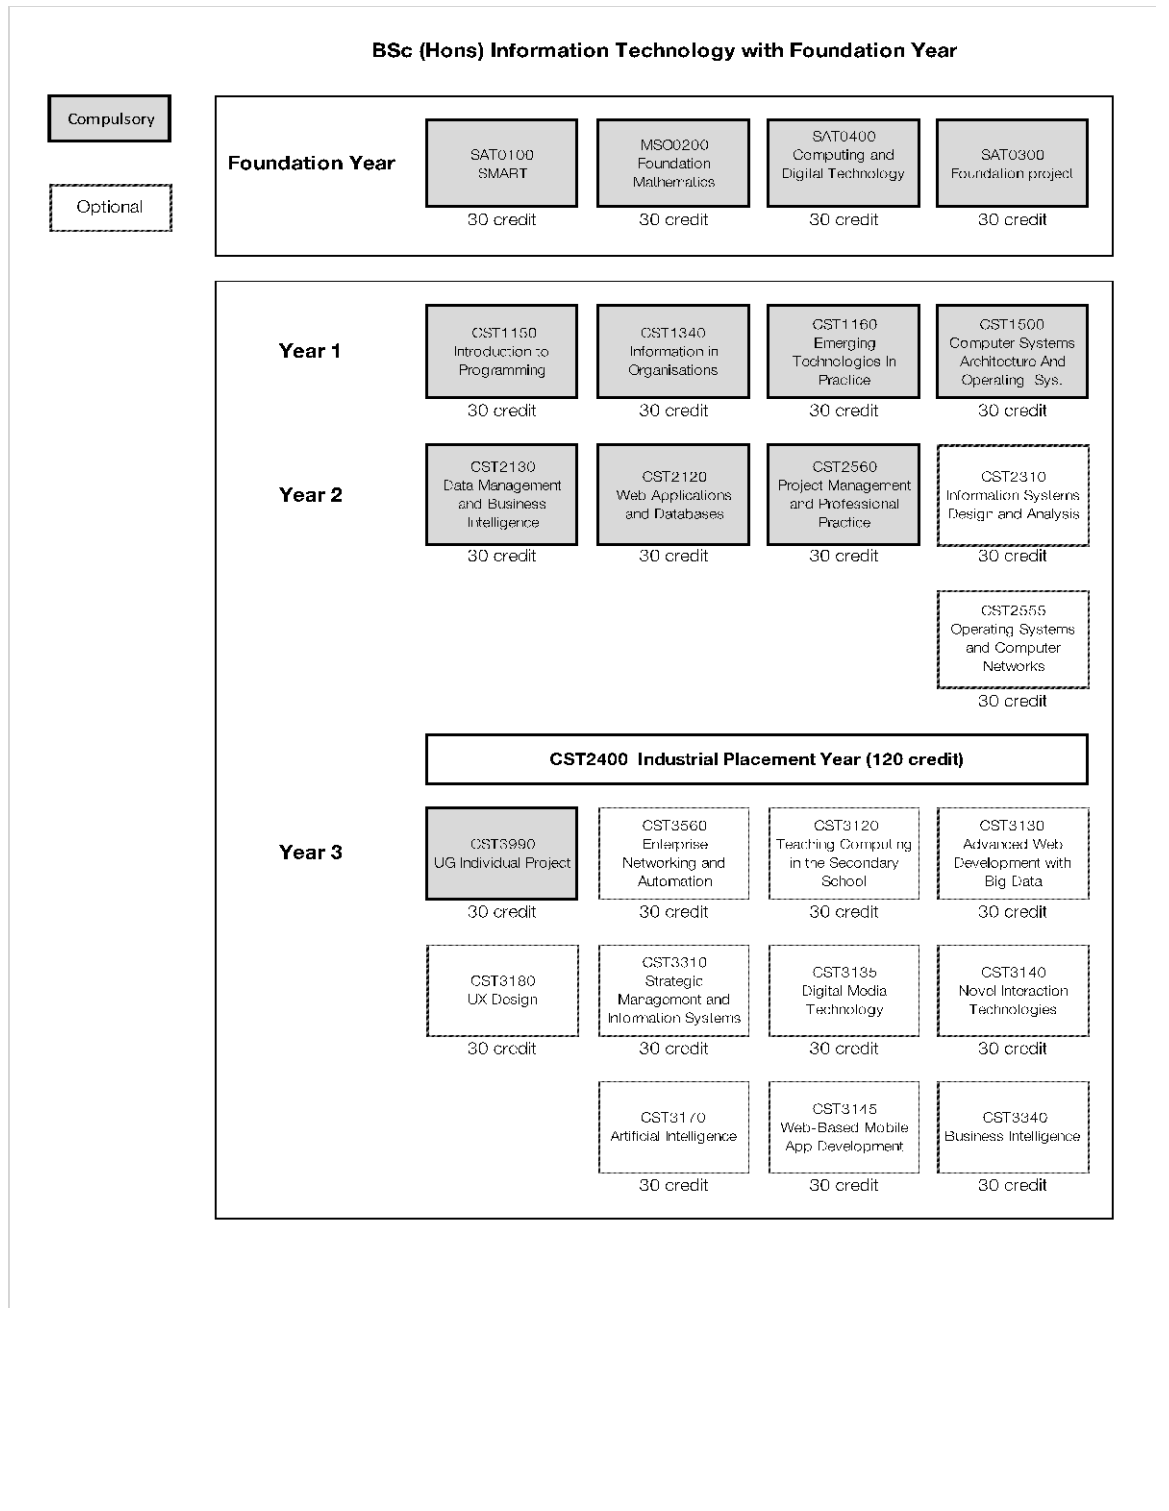 BSc (Hons) Information Technology with Foundation Year
Compulsory
Optional
Foundation Year
SAT0100
SMART
30 credit
MSO0200
Foundation
Mathematics
30 credit
SAT0400
Computing and
Digital Technology
30 credit
SAT0300
Foundation project
30 credit
Year 1
CST1150
Introduction to
Programming
30 credit
CST1340
Information in
Organisations
30 credit
CST1160
Emerging
Technologies In
Practice
30 credit
CST1500
Computer Systems
Architecture And
Operating Sys.
30 credit
Year 2
CST2130
Data Management
and Business
Intelligence
30 credit
CST2120
Web Applications
and Databases
30 credit
CST2560
Project Management
and Professional
Practice
30 credit
CST2310
Information Systems
Design and Analysis
30 credit
CST2555
Operating Systems
and Computer
Networks
30 credit
CST2400 Industrial Placement Year (120 credit)
Year 3
CST3990
UG Individual Project
30 credit
CST3560
Enterprise
Networking and
Automation
30 credit
CST3120
Teaching Computing
in the Secondary
School
30 credit
CST3130
Advanced Web
Development with
Big Data
30 credit
CST3180
UX Design
30 credit
CST3310
Strategic
Management and
Information Systems
30 credit
CST3135
Digital Media
Technology
30 credit
CST3140
Novel Interaction
Technologies
30 credit
CST3170
Artificial Intelligence
30 credit
CST3145
Web-Based Mobile
App Development
30 credit
CST3340
Business Intelligence
30 credit